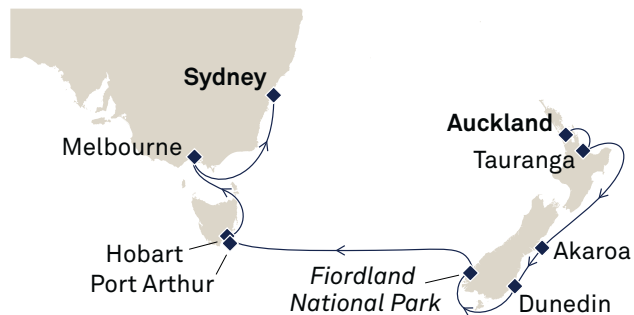 Sydney
Auckland
Melbourne
Tauranga
Hobart
Akaroa
Port Arthur
Fiordland
National Park
Dunedin